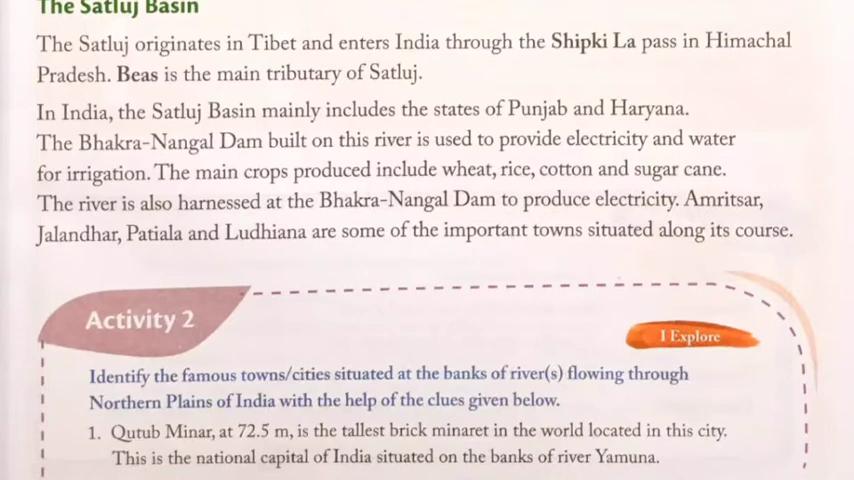 The Satluj Basin
The Satluj originates in Tibet and enters India through the Shipki La pass in Himachal
Pradesh. Beas is the main tributary of Satluj.
In India, the Satluj Basin mainly includes the states of Punjab and Haryana.
The Bhakra-Nangal Dam built on this river is used to provide electricity and water
for irrigation. The main crops produced include wheat, rice, cotton and sugar cane.
The river is also harnessed at the Bhakra-Nangal Dam to produce electricity. Amritsar,
Jalandhar, Patiala and Ludhiana are some of the important towns situated along its course.
Activity 2
I Explore
Identify the famous towns/cities situated at the banks of river(s) flowing through
Northern Plains of India with the help of the clues given below.
1. Qutub Minar, at 72.5 m, is the tallest brick minaret in the world located in this city.
This is the national capital of India situated on the banks of river Yamuna.